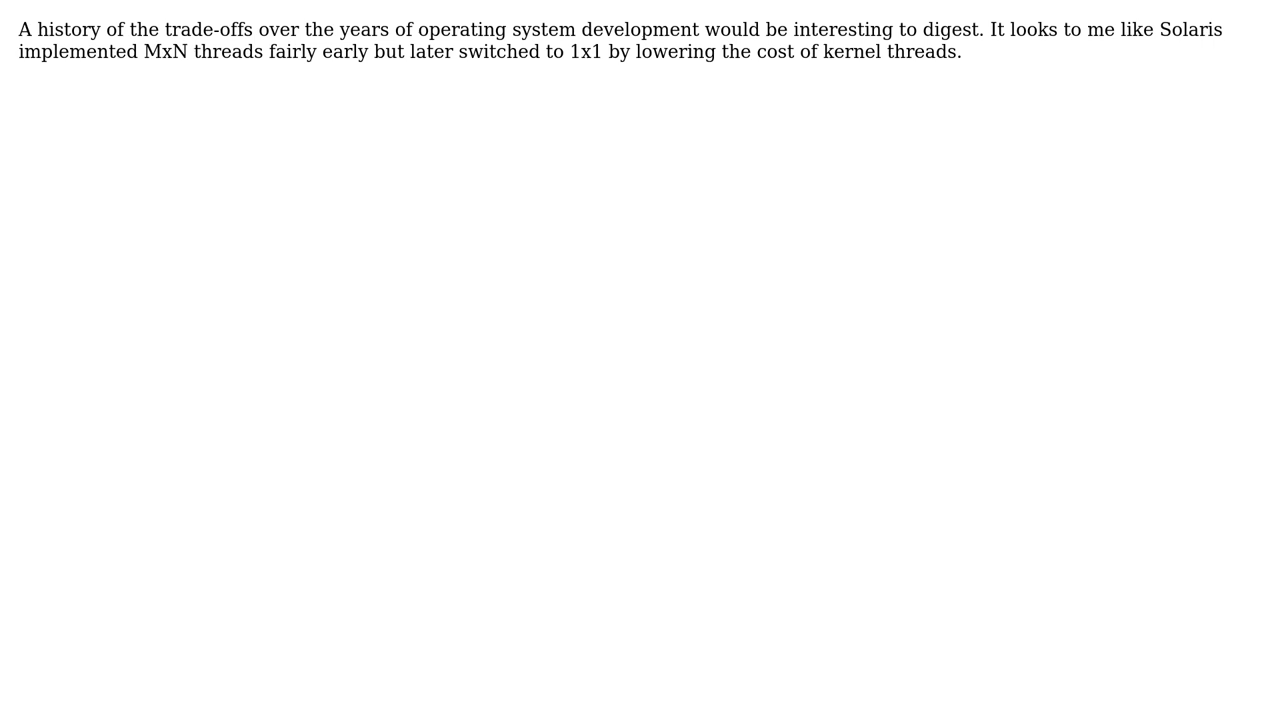 A history of the trade-offs over the years of operating system development would be interesting to digest. It looks to me like Solaris
implemented MxN threads fairly early but later switched to 1x1 by lowering the cost of kernel threads.